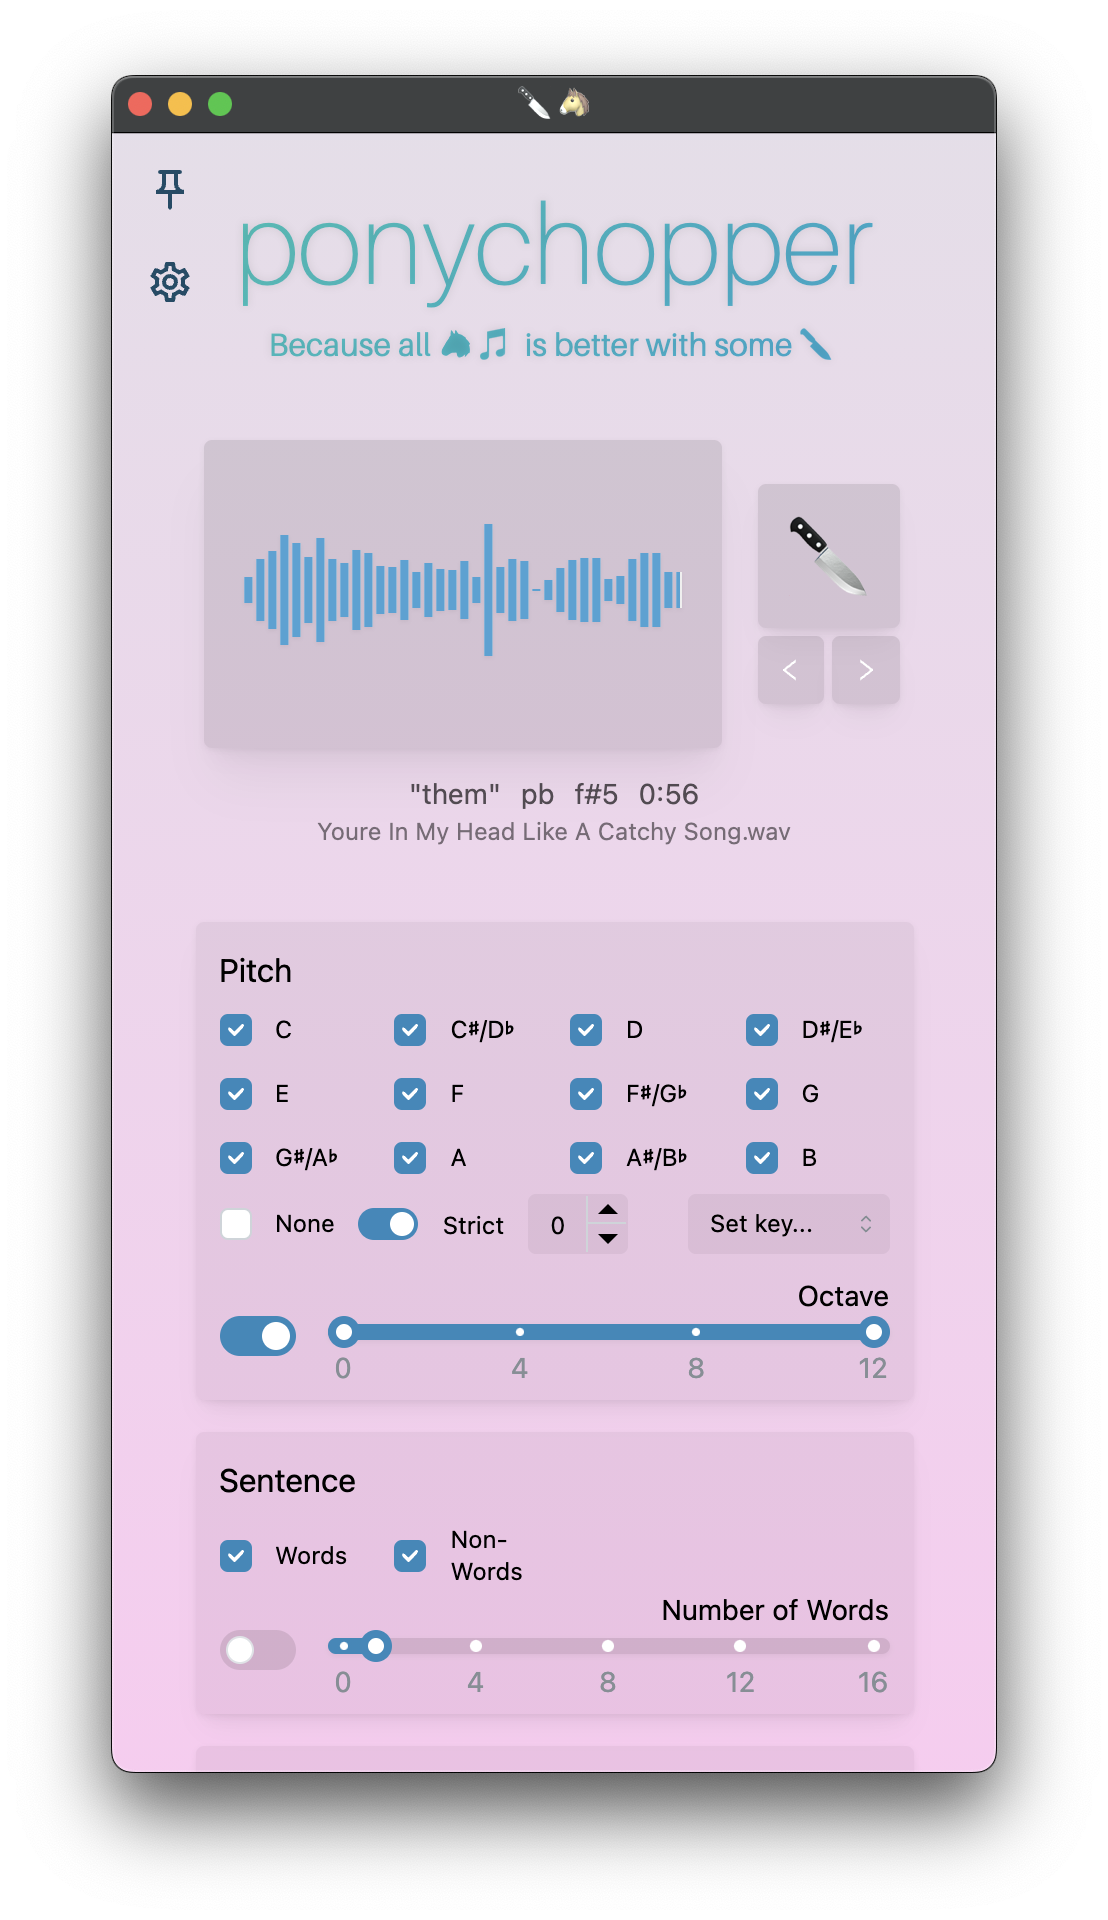 🔪🐴
ponychopper
Because all 🐴🎵 is better with some 🔪
<
>
"them" pb f#5 0:56
Youre In My Head Like A Catchy Song.wav
Pitch
C C♯/D♭ D D♯/E♭
E F F♯/G♭ G
G♯/A♭ A A♯/B♭ B
None Strict 0 Set key...
Octave
0 4 8 12
Sentence
Words Non-
Words
Number of Words
0 4 8 12 16